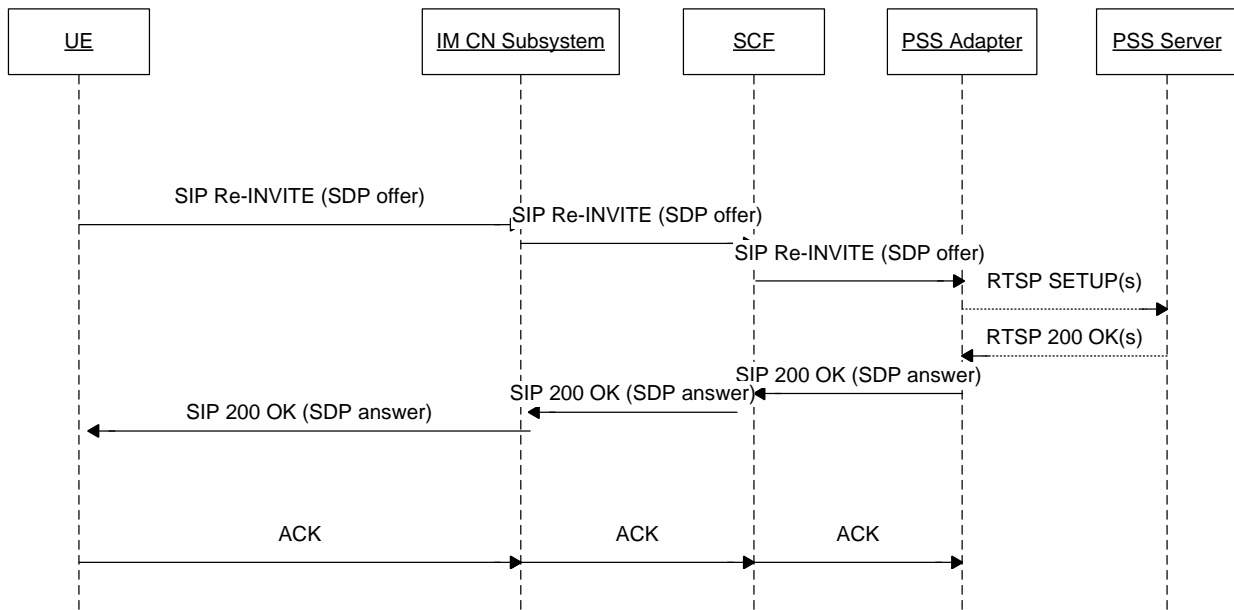 UE
IM CN Subsystem
SCF
PSS Adapter
PSS Server
SIP Re-INVITE (SDP offer)
SIP Re-INVITE (SDP offer)
SIP Re-INVITE (SDP offer)
RTSP SETUP(s)
RTSP 200 OK(s)
SIP 200 OK (SDP answer)
SIP 200 OK (SDP answer)
SIP 200 OK (SDP answer)
ACK
ACK
ACK